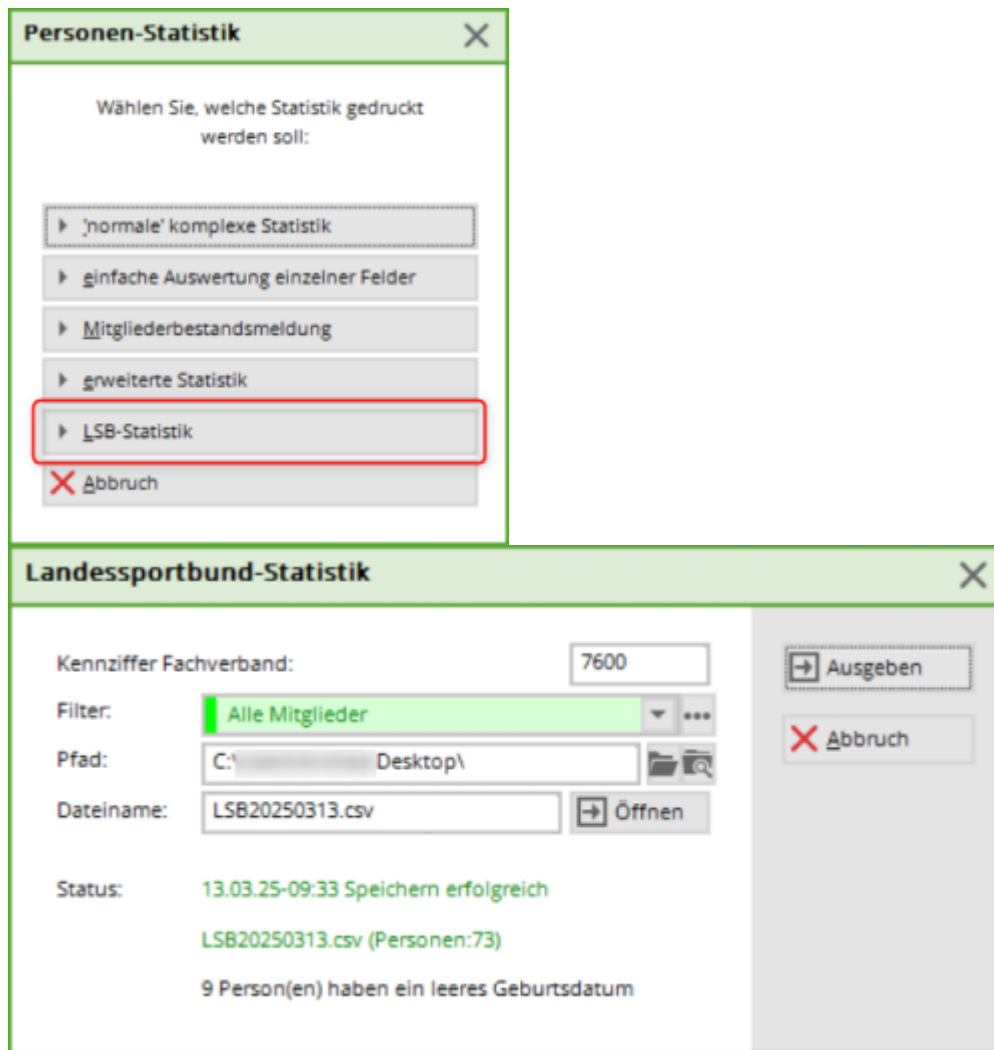 Personen-Statistik
Wählen Sie, welche Statistik gedruckt
werden soll:
'normale' komplexe Statistik
einfache Auswertung einzelner Felder
Mitgliederbestandsmeldung
erweiterte Statistik
LSB-Statistik
Abbruch
Landessportbund-Statistik
Kennziffer Fachverband: 7600
Ausgeben
Filter: Alle Mitglieder
Abbruch
Pfad: C:\ Desktop\
Dateiname: LSB20250313.csv Öffnen
Status: 13.03.25-09:33 Speichern erfolgreich
LSB20250313.csv (Personen:73)
9 Person(en) haben ein leeres Geburtsdatum